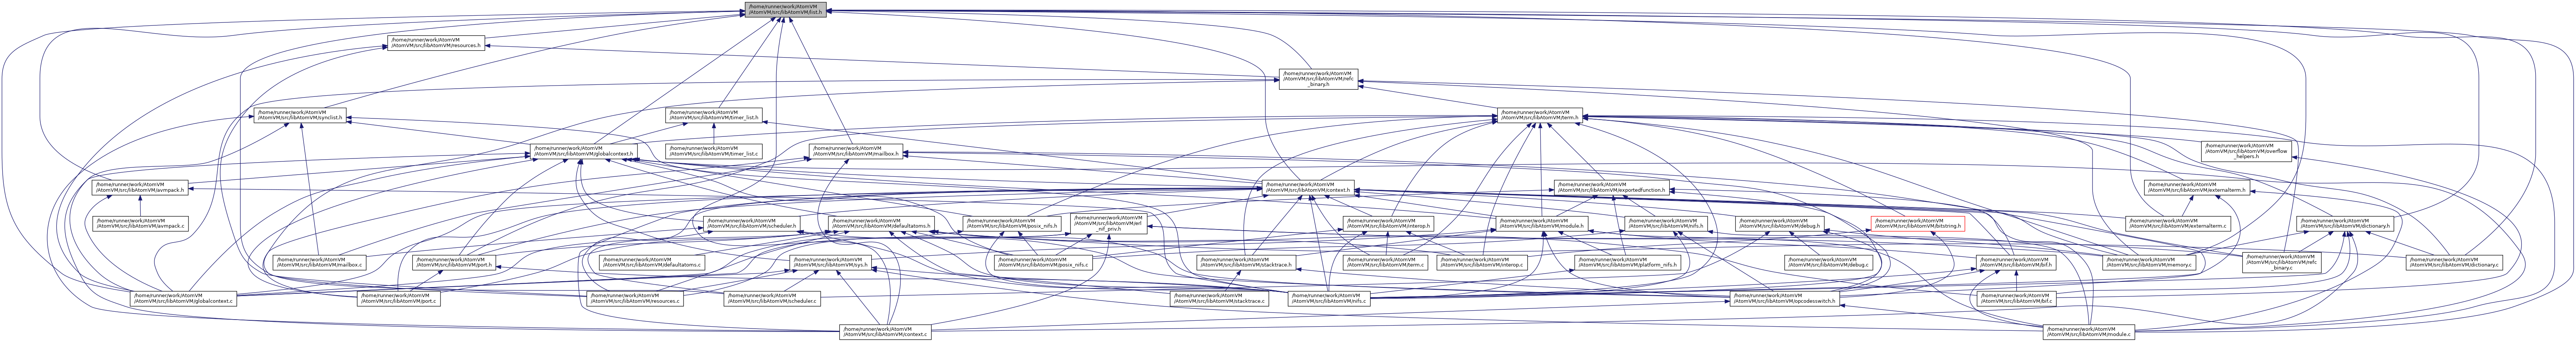 /home/runner/work/AtomVM
/AtomVM/src/libAtomVM/list.h
/home/runner/work/AtomVM
/AtomVM/src/libAtomVM/resources.h
/home/runner/work/AtomVM
/AtomVM/src/libAtomVM/refc
_binary.h
/home/runner/work/AtomVM
/AtomVM/src/libAtomVM/synclist.h
/home/runner/work/AtomVM
/AtomVM/src/libAtomVM/timer_list.h
/home/runner/work/AtomVM
/AtomVM/src/libAtomVM/term.h
/home/runner/work/AtomVM
/AtomVM/src/libAtomVM/globalcontext.h
/home/runner/work/AtomVM
/AtomVM/src/libAtomVM/timer_list.c
/home/runner/work/AtomVM
/AtomVM/src/libAtomVM/mailbox.h
/home/runner/work/AtomVM
/AtomVM/src/libAtomVM/overflow
_helpers.h
/home/runner/work/AtomVM
/AtomVM/src/libAtomVM/avmpack.h
/home/runner/work/AtomVM
/AtomVM/src/libAtomVM/context.h
/home/runner/work/AtomVM
/AtomVM/src/libAtomVM/exportedFunction.h
/home/runner/work/AtomVM
/AtomVM/src/libAtomVM/externalterm.h
/home/runner/work/AtomVM
/AtomVM/src/libAtomVM/avmpack.c
/home/runner/work/AtomVM
/AtomVM/src/libAtomVM/scheduler.h
/home/runner/work/AtomVM
/AtomVM/src/libAtomVM/defaultatoms.h
/home/runner/work/AtomVM
/AtomVM/src/libAtomVM/posix_nifs.h
/home/runner/work/AtomVM
/AtomVM/src/libAtomVM/erl
_nif_priv.h
/home/runner/work/AtomVM
/AtomVM/src/libAtomVM/interop.h
/home/runner/work/AtomVM
/AtomVM/src/libAtomVM/module.h
/home/runner/work/AtomVM
/AtomVM/src/libAtomVM/nifs.h
/home/runner/work/AtomVM
/AtomVM/src/libAtomVM/debug.h
/home/runner/work/AtomVM
/AtomVM/src/libAtomVM/bitstring.h
/home/runner/work/AtomVM
/AtomVM/src/libAtomVM/externalterm.c
/home/runner/work/AtomVM
/AtomVM/src/libAtomVM/dictionary.h
/home/runner/work/AtomVM
/AtomVM/src/libAtomVM/mailbox.c
/home/runner/work/AtomVM
/AtomVM/src/libAtomVM/port.h
/home/runner/work/AtomVM
/AtomVM/src/libAtomVM/defaultatoms.c
/home/runner/work/AtomVM
/AtomVM/src/libAtomVM/sys.h
/home/runner/work/AtomVM
/AtomVM/src/libAtomVM/posix_nifs.c
/home/runner/work/AtomVM
/AtomVM/src/libAtomVM/stacktrace.h
/home/runner/work/AtomVM
/AtomVM/src/libAtomVM/term.c
/home/runner/work/AtomVM
/AtomVM/src/libAtomVM/interop.c
/home/runner/work/AtomVM
/AtomVM/src/libAtomVM/platform_nifs.h
/home/runner/work/AtomVM
/AtomVM/src/libAtomVM/debug.c
/home/runner/work/AtomVM
/AtomVM/src/libAtomVM/bif.h
/home/runner/work/AtomVM
/AtomVM/src/libAtomVM/memory.c
/home/runner/work/AtomVM
/AtomVM/src/libAtomVM/refc
_binary.c
/home/runner/work/AtomVM
/AtomVM/src/libAtomVM/dictionary.c
/home/runner/work/AtomVM
/AtomVM/src/libAtomVM/globalcontext.c
/home/runner/work/AtomVM
/AtomVM/src/libAtomVM/port.c
/home/runner/work/AtomVM
/AtomVM/src/libAtomVM/resources.c
/home/runner/work/AtomVM
/AtomVM/src/libAtomVM/scheduler.c
/home/runner/work/AtomVM
/AtomVM/src/libAtomVM/stacktrace.c
/home/runner/work/AtomVM
/AtomVM/src/libAtomVM/nifs.c
/home/runner/work/AtomVM
/AtomVM/src/libAtomVM/opcodesswitch.h
/home/runner/work/AtomVM
/AtomVM/src/libAtomVM/bif.c
/home/runner/work/AtomVM
/AtomVM/src/libAtomVM/context.c
/home/runner/work/AtomVM
/AtomVM/src/libAtomVM/module.c